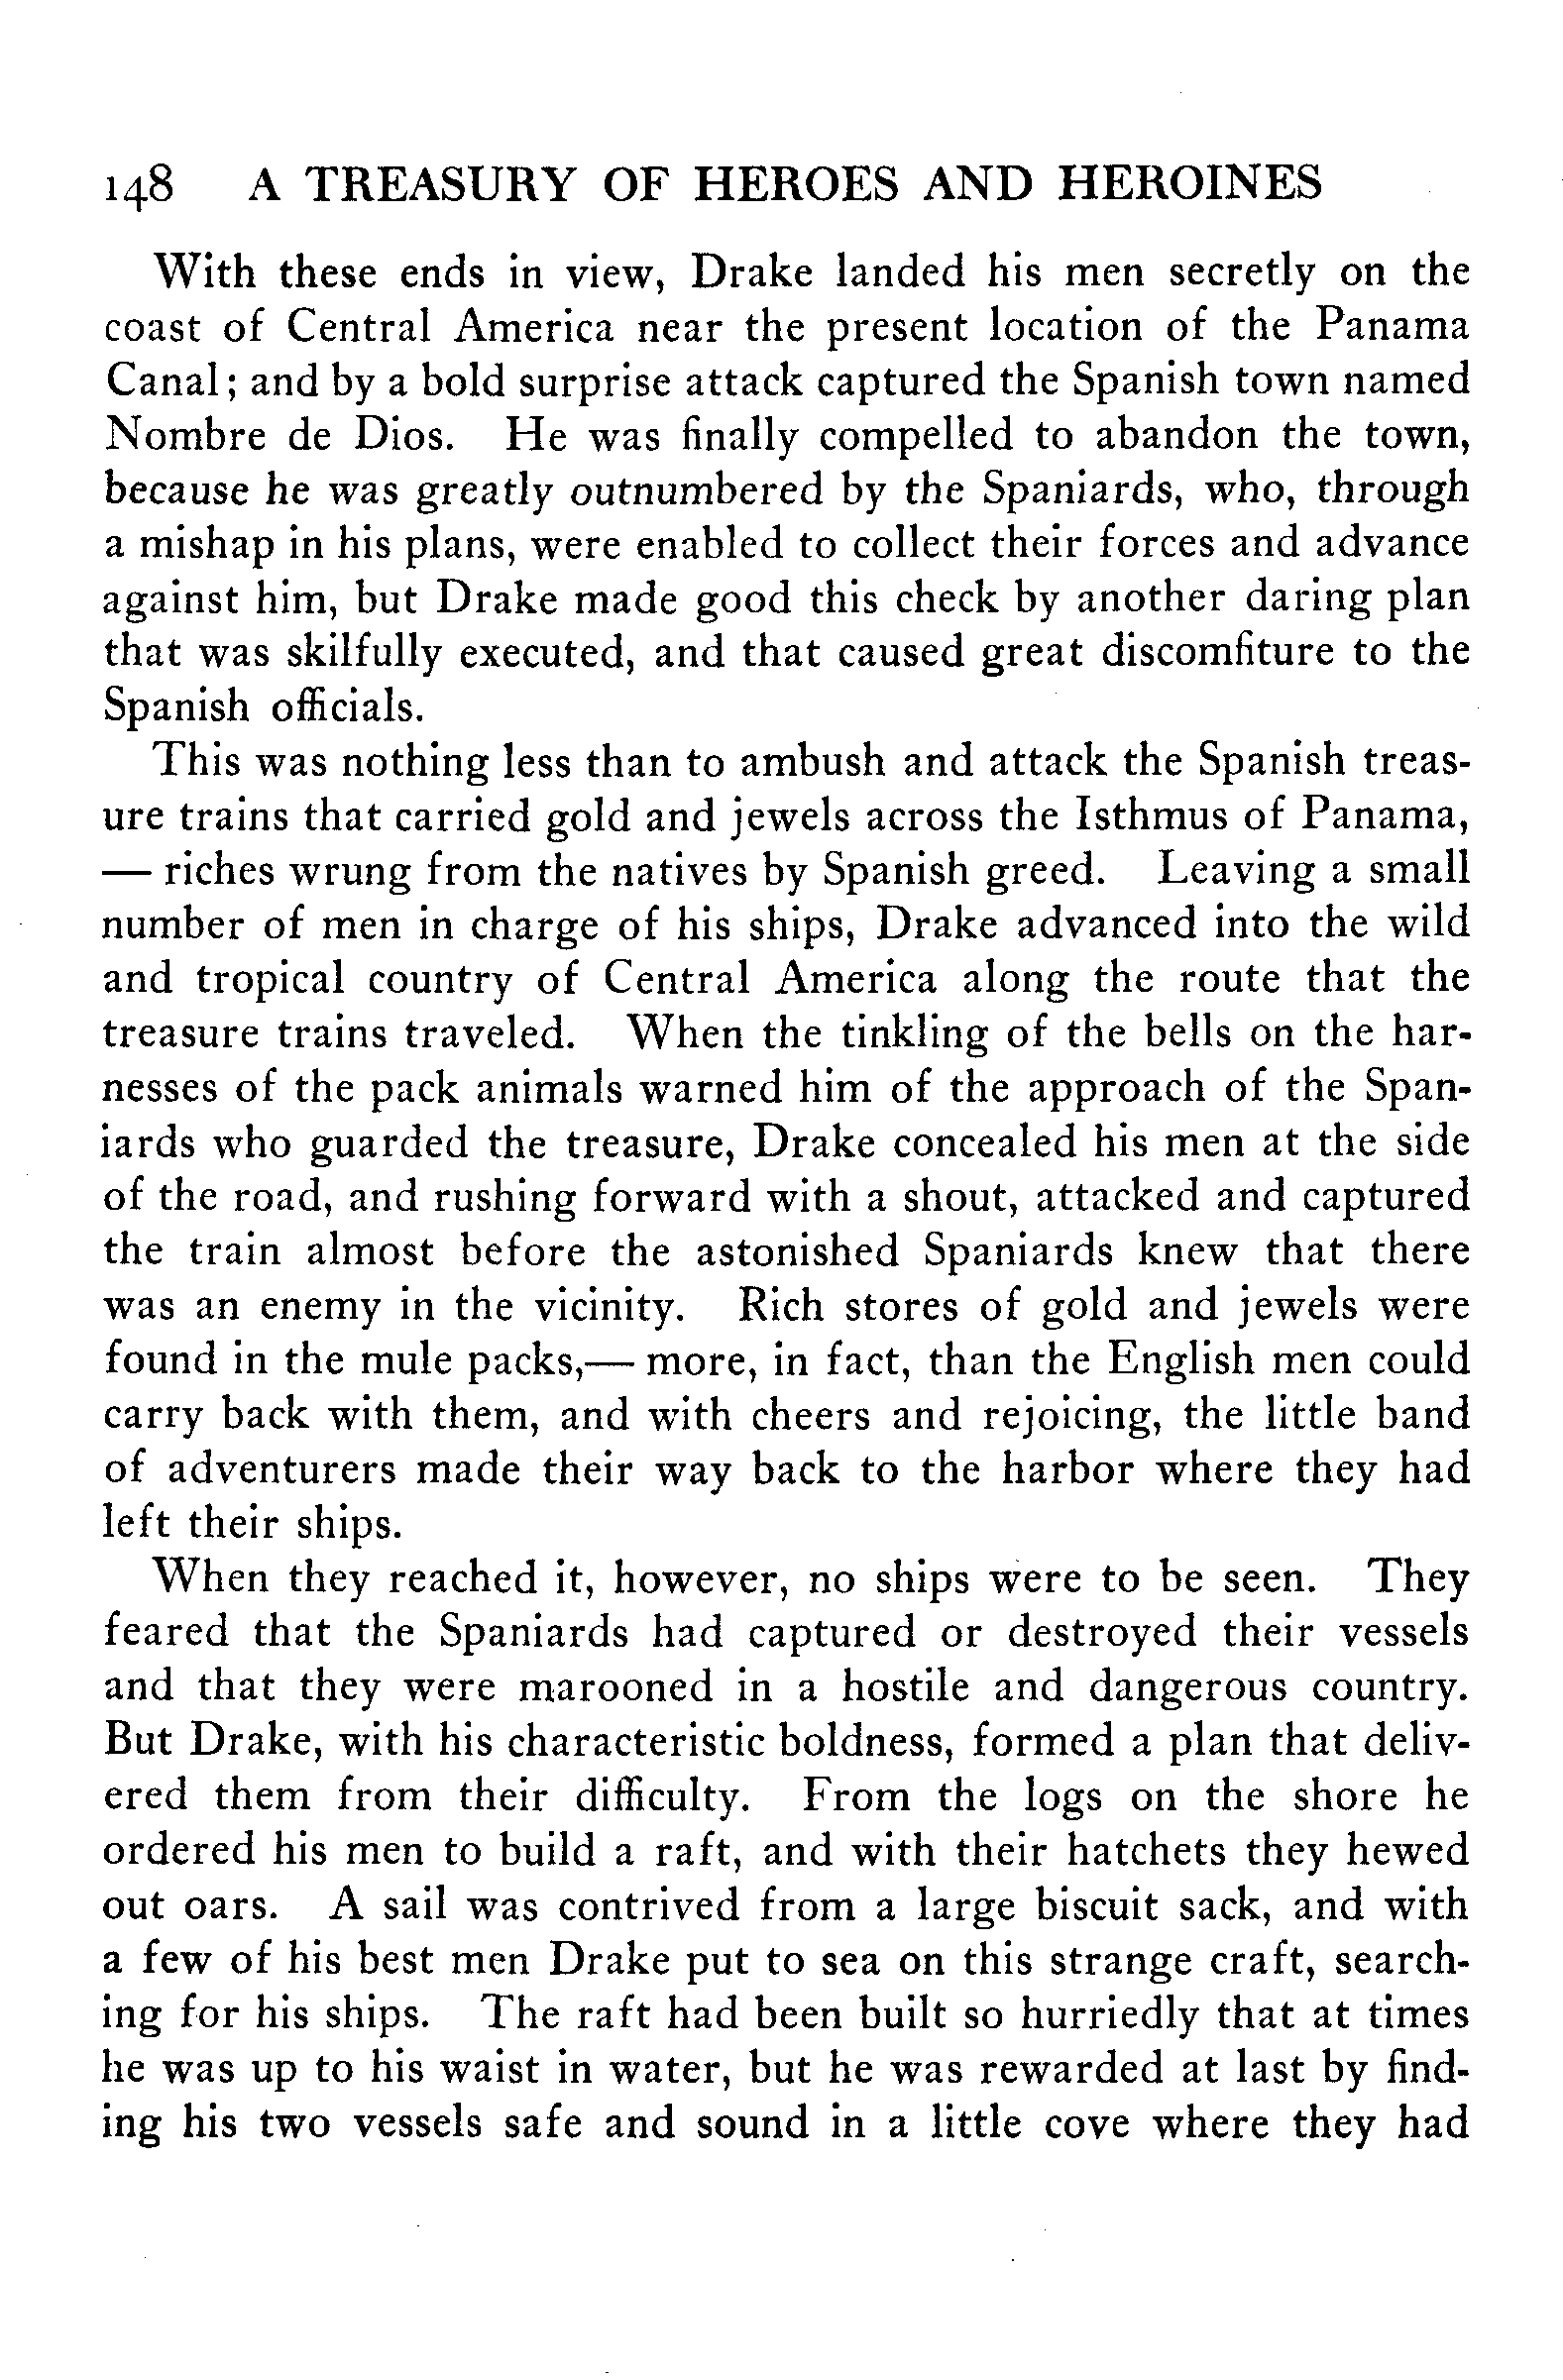 148 A TREASURY OF HEROES AND HEROINES
With these ends in view, Drake landed his men secretly on the
coast of Central America near the present location of the Panama
Canal; and by a bold surprise attack captured the Spanish town named
Nombre de Dios. He was finally compelled to abandon the town,
because he was greatly outnumbered by the Spaniards, who, through
a mishap in his plans, were enabled to collect their forces and advance
against him, but Drake made good this check by another daring plan
that was skilfully executed, and that caused great discomfiture to the
Spanish officials.
This was nothing less than to ambush and attack the Spanish treas-
ure trains that carried gold and jewels across the Isthmus of Panama,
— riches wrung from the natives by Spanish greed. Leaving a small
number of men in charge of his ships, Drake advanced into the wild
and tropical country of Central America along the route that the
treasure trains traveled. When the tinkling of the bells on the har-
nesses of the pack animals warned him of the approach of the Span-
iards who guarded the treasure, Drake concealed his men at the side
of the road, and rushing forward with a shout, attacked and captured
the train almost before the astonished Spaniards knew that there
was an enemy in the vicinity. Rich stores of gold and jewels were
found in the mule packs,— more, in fact, than the English men could
carry back with them, and with cheers and rejoicing, the little band
of adventurers made their way back to the harbor where they had
left their ships.
When they reached it, however, no ships were to be seen. They
feared that the Spaniards had captured or destroyed their vessels
and that they were marooned in a hostile and dangerous country.
But Drake, with his characteristic boldness, formed a plan that deliv-
ered them from their difficulty. From the logs on the shore he
ordered his men to build a raft, and with their hatchets they hewed
out oars. A sail was contrived from a large biscuit sack, and with
a few of his best men Drake put to sea on this strange craft, search-
ing for his ships. The raft had been built so hurriedly that at times
he was up to his waist in water, but he was rewarded at last by find-
ing his two vessels safe and sound in a little cove where they had